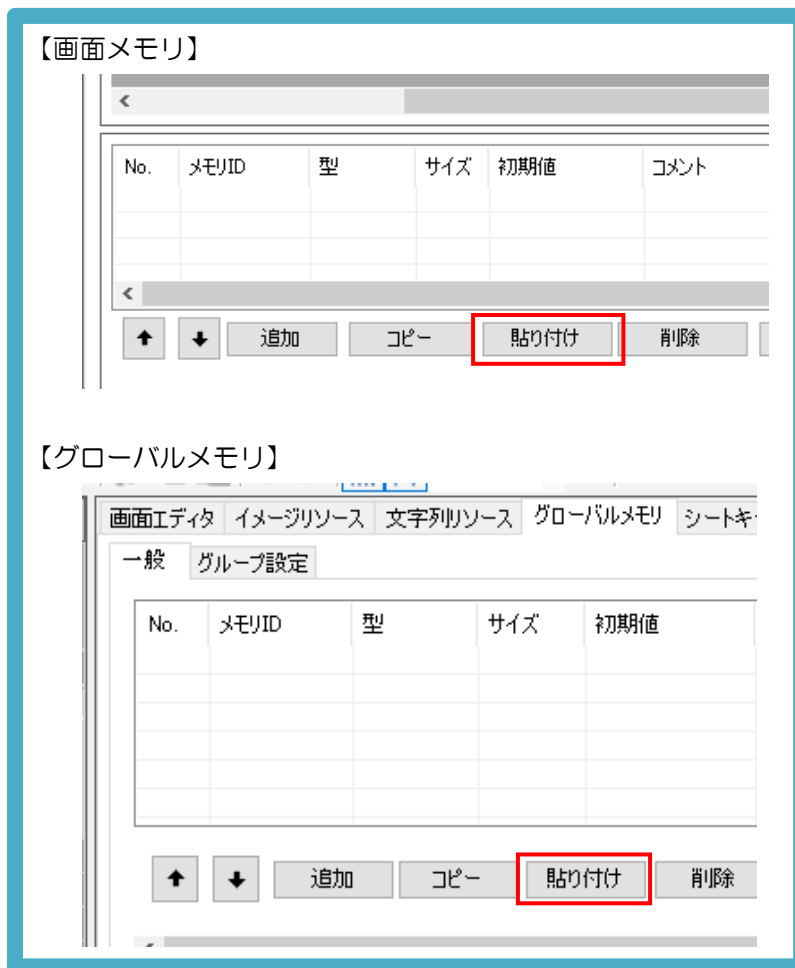 【画面メモリ】
No. メモリID 型 サイズ 初期値 コメント
追加 コピー 貼り付け 削除
【グローバルメモリ】
画面エディタ イメージリソース 文字列リソース グローバルメモリ シートキー
一般 グループ設定
No. メモリID 型 サイズ 初期値
追加 コピー 貼り付け 削除